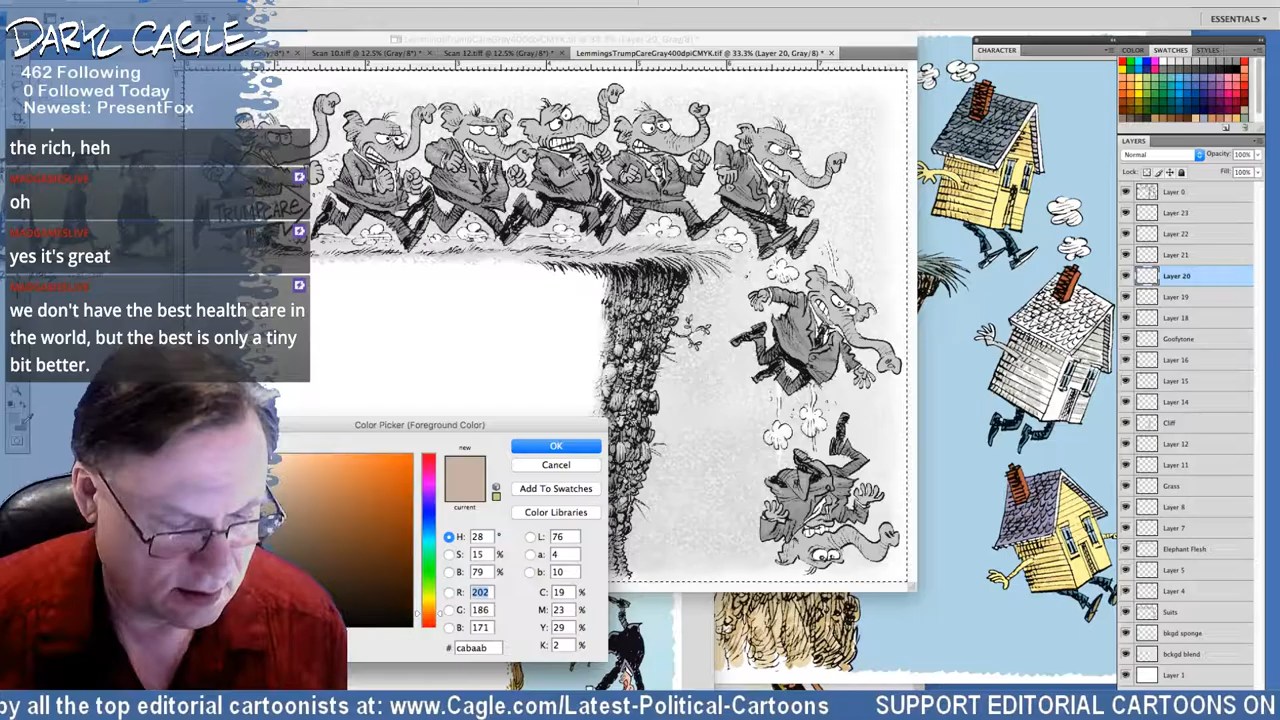 ESSENTIALS
DARYL CAGLE
462 Following
0 Followed Today
Newest: PresentFox
the rich, heh
MADGAMESLIVE
oh
MADGAMESLIVE
yes it's great
MADGAMESLIVE
we don't have the best health care in
the world, but the best is only a tiny
bit better.
Gray/8*) * Scan 10.tiff @ 12.5% (Gray/8*) * Scan 12.tiff @ 12.5% (Gray/8*) * LemmingsTrumpCareGray400dpiCMYK.tif @ 33.3% (Layer 20, Gray/8) *
TRUMPCARE
Color Picker (Foreground Color)
new
current
OK
Cancel
Add To Swatches
Color Libraries
H: 28 ° L: 76
S: 15 % a: 4
B: 79 % b: 10
R: 202 C: 19 %
G: 186 M: 23 %
B: 171 Y: 29 %
# cabaab K: 2 %
CHARACTER
COLOR SWATCHES STYLES
LAYERS
Normal Opacity: 100%
Lock: Fill: 100%
Layer 0
Layer 23
Layer 22
Layer 21
Layer 20
Layer 19
Layer 18
Goofytone
Layer 16
Layer 15
Layer 14
Cliff
Layer 12
Layer 11
Grass
Layer 8
Layer 7
Elephant Flesh
Layer 5
Layer 4
Suits
bkgd sponge
bckgd blend
Layer 1
by all the top editorial cartoonists at: www.Cagle.com/Latest-Political-Cartoons SUPPORT EDITORIAL CARTOONS ON